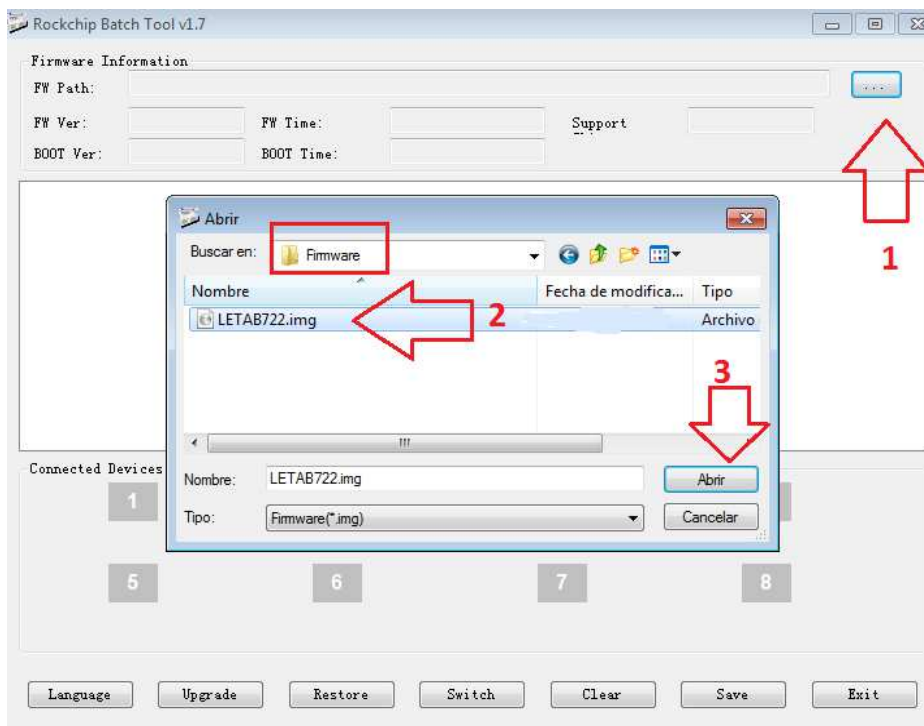 Rockchip Batch Tool v1.7
Firmware Information
FW Path:
...
FW Ver:
FW Time:
Support
BOOT Ver:
BOOT Time:
1
Abrir
Buscar en:
Firmware
Nombre
Fecha de modifica...
Tipo
LETAB722.img
2
Archivo
3
Connected Devices
Nombre:
LETAB722.img
Abrir
Tipo:
Firmware(*.img)
Cancelar
1
5
6
7
8
Language
Upgrade
Restore
Switch
Clear
Save
Exit